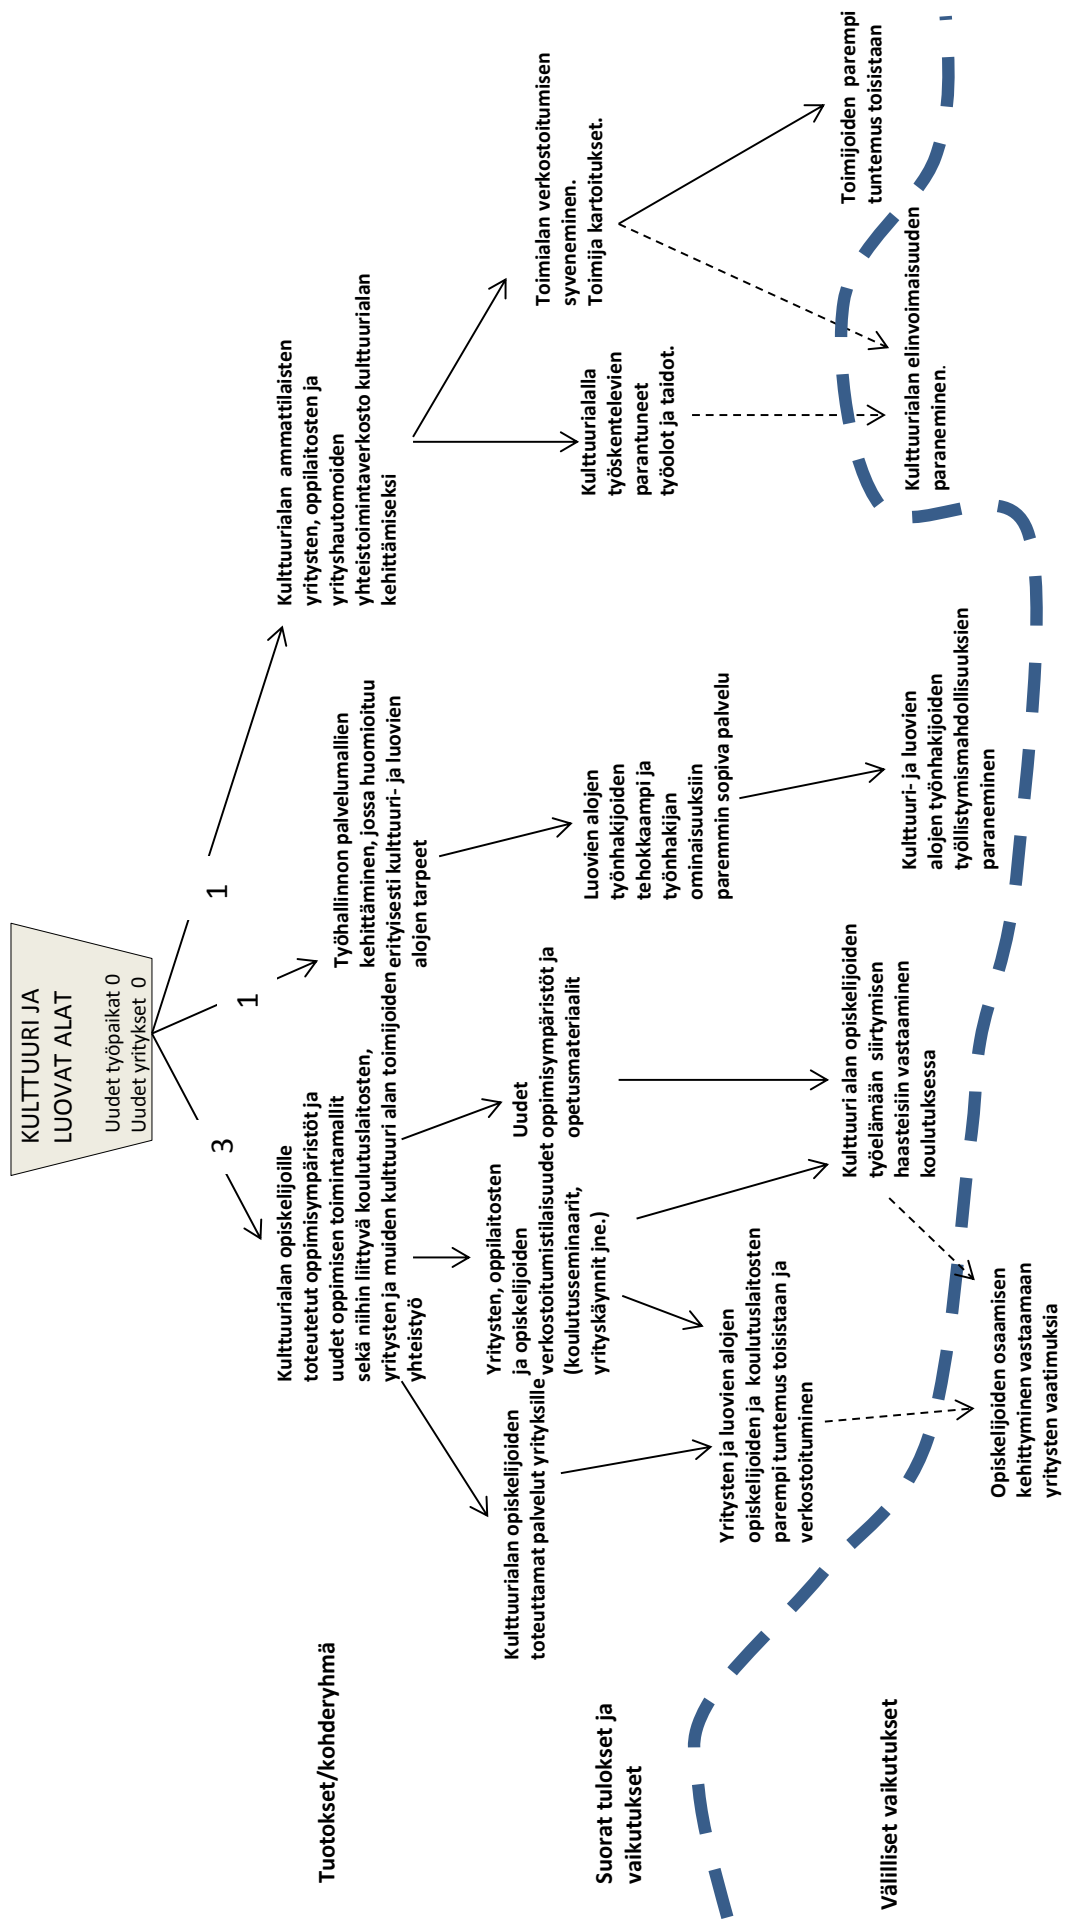 KULTTUURI JA
LUOVAT ALAT
Uudet työpaikat 0
Uudet yritykset 0
3
1
1
Tuotokset/kohderyhmä
Kulttuurialan opiskelijoille
toteutetut oppimisympäristöt ja
uudet oppimisen toimintamallit
sekä niihin liittyvä koulutuslaitosten,
yritysten ja muiden kulttuuri alan toimijoiden
yhteistyö
Työhallinnon palvelumallien
kehittäminen, jossa huomioituu
erityisesti kulttuuri- ja luovien
alojen tarpeet
Kulttuurialan ammattilaisten
yritysten, oppilaitosten ja
yrityshautomoiden
yhteistoimintaverkosto kulttuurialan
kehittämiseksi
Suorat tulokset ja
vaikutukset
Kulttuurialan opiskelijoiden
toteuttamat palvelut yrityksille
Yritysten, oppilaitosten
ja opiskelijoiden
verkostoitumistilaisuudet
(koulutusseminaarit,
yrityskäynnit jne.)
Uudet
oppimisympäristöt ja
opetusmateriaalit
Luovien alojen
työnhakijoiden
tehokkaampi ja
työnhakijan
ominaisuuksiin
paremmin sopiva palvelu
Kulttuurialalla
työskentelevien
parantuneet
työolot ja taidot.
Toimialan verkostoitumisen
syveneminen.
Toimija kartoitukset.
Yritysten ja luovien alojen
opiskelijoiden ja koulutuslaitosten
parempi tuntemus toisistaan ja
verkostoituminen
Kulttuuri alan opiskelijoiden
työelämään siirtymisen
haasteisiin vastaaminen
koulutuksessa
Toimijoiden parempi
tuntemus toisistaan
Välilliset vaikutukset
Opiskelijoiden osaamisen
kehittyminen vastaamaan
yritysten vaatimuksia
Kulttuuri- ja luovien
alojen työnhakijoiden
työllistymismahdollisuuksien
paraneminen
Kulttuurialan elinvoimaisuuden
paraneminen.